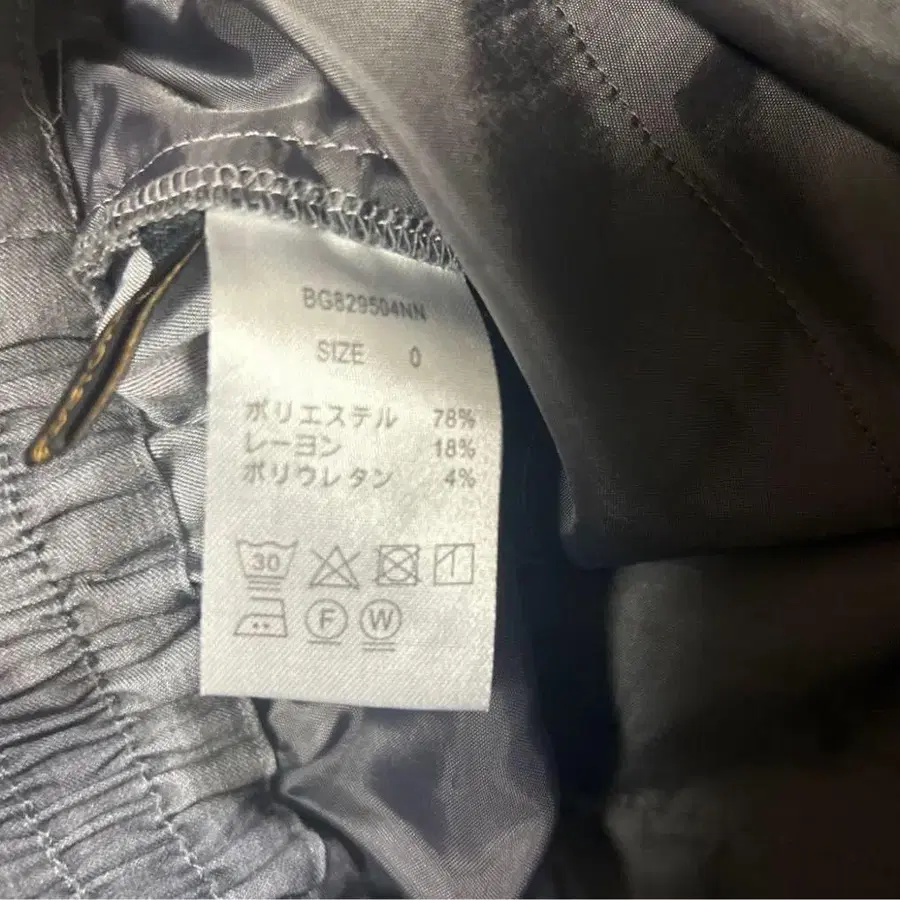 BG829504NN
SIZE 0
ポリエステル 78%
レーヨン 18%
ポリウレタン 4%
30
F W